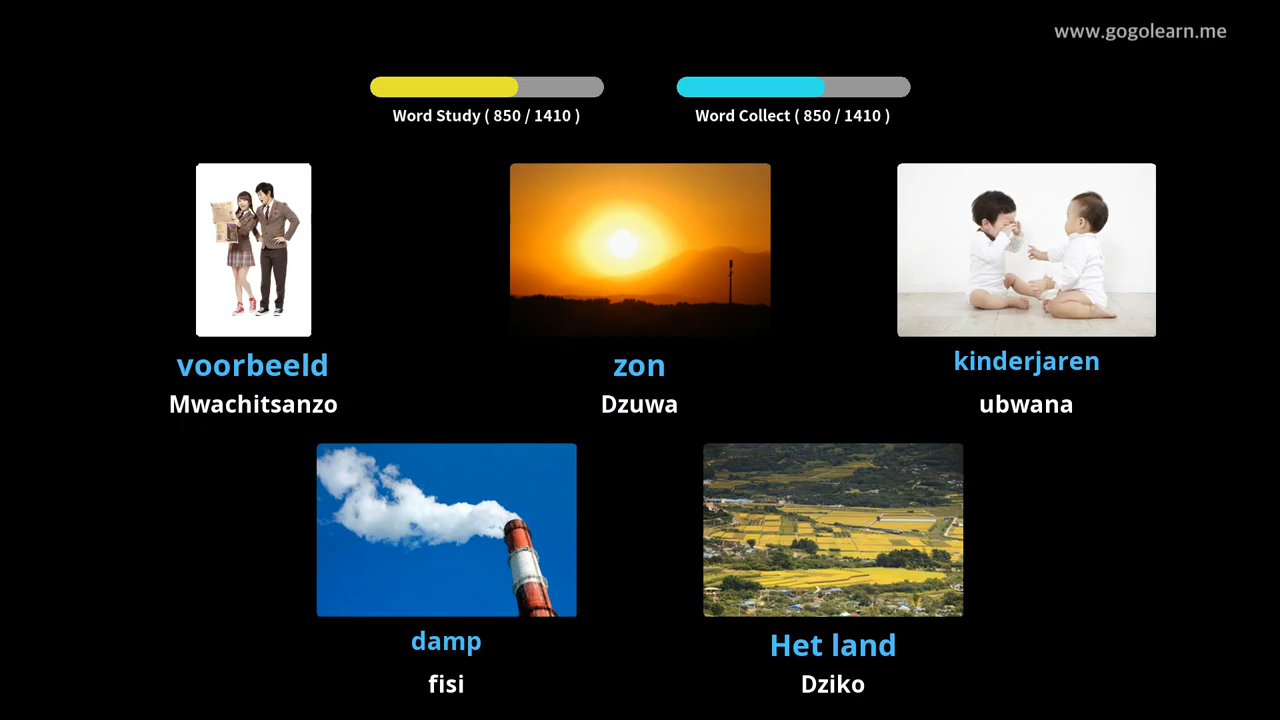 www.gogolearn.me
Word Study ( 850 / 1410 )
Word Collect ( 850 / 1410 )
voorbeeld
Mwachitsanzo
zon
Dzuwa
kinderjaren
ubwana
damp
fisi
Het land
Dziko